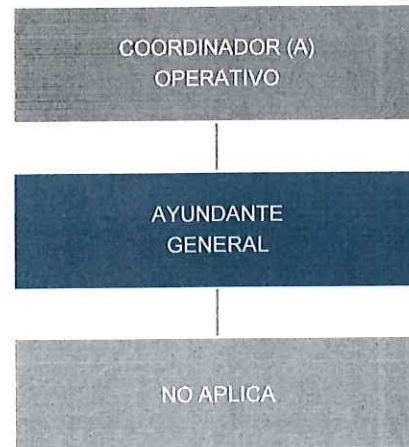 COORDINADOR (A)
OPERATIVO
AYUNDANTE
GENERAL
NO APLICA